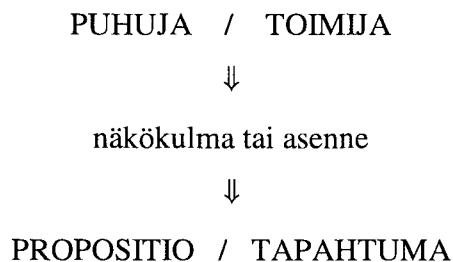 PUHUJA / TOIMIJA
⇓
näkökulma tai asenne
⇓
PROPOSITIO / TAPAHTUMA